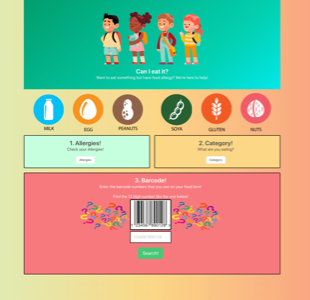 Can I eat it?
Want to eat something but have food allergy? We're here to help!
MILK
EGG
PEANUTS
SOYA
GLUTEN
NUTS
1. Allergies!
Check your Allergies!
Allergies
2. Category!
What are you eating?
Category
3. Barcode!
Enter the barcode numbers that you see on your food item!
Search!